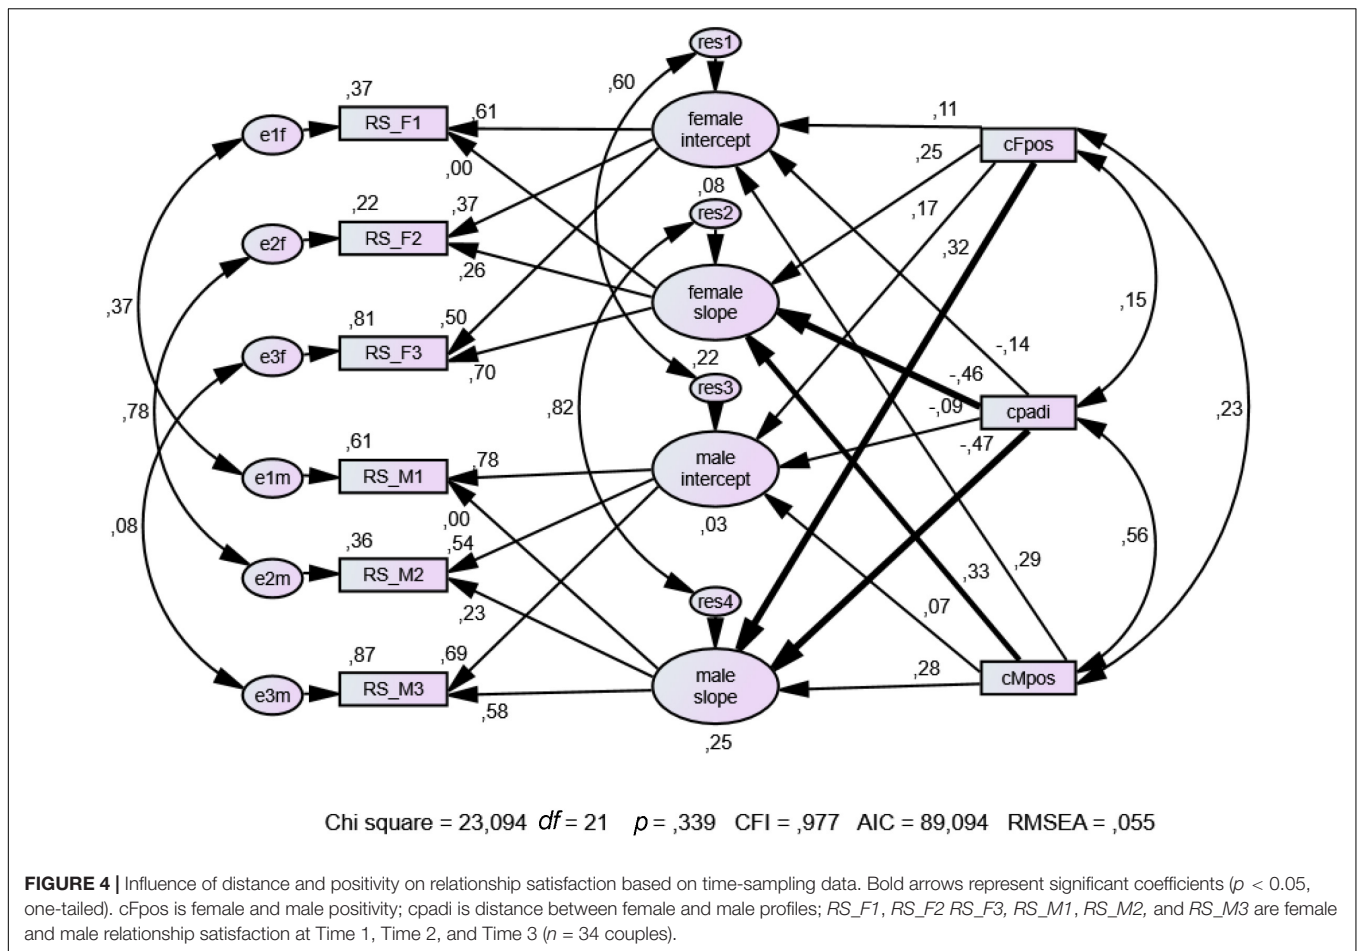 res1
,60
,37
,61
,11
e1f
RS_F1
female
intercept
cFpos
,00
,25
,08
,22
,37
,17
res2
e2f
RS_F2
,32
,26
female
slope
,37
,15
,81
,50
-,14
e3f
RS_F3
,22
,70
-,46
res3
,78
,82
-,09
cpadi
,23
-,47
,61
,78
male
intercept
e1m
RS_M1
,08
,00
,03
,36
,54
,56
e2m
RS_M2
,33
,29
,23
res4
,07
,87
,69
male
slope
,28
cMpos
e3m
RS_M3
,58
,25
Chi square = 23,094 df = 21 p = ,339 CFI = ,977 AIC = 89,094 RMSEA = ,055
FIGURE 4 | Influence of distance and positivity on relationship satisfaction based on time-sampling data. Bold arrows represent significant coefficients (p < 0.05,
one-tailed). cFpos is female and male positivity; cpadi is distance between female and male profiles; RS_F1, RS_F2 RS_F3, RS_M1, RS_M2, and RS_M3 are female
and male relationship satisfaction at Time 1, Time 2, and Time 3 (n = 34 couples).